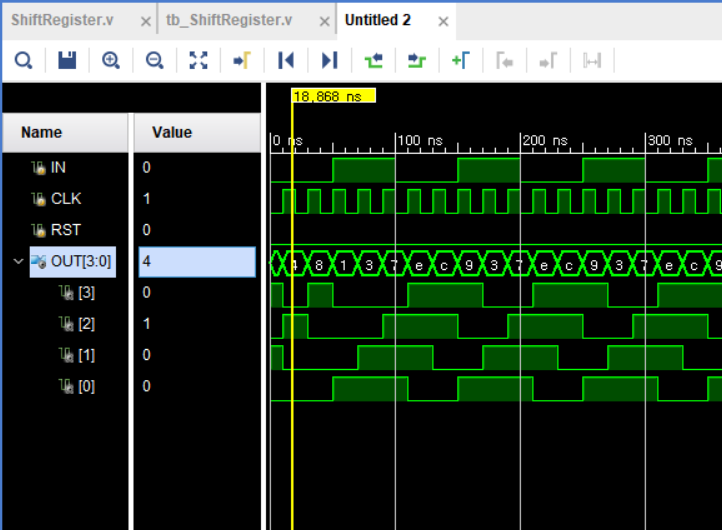 ShiftRegister.v × tb_ShiftRegister.v × Untitled 2 ×
18,868 ns
Name Value
0 ns 100 ns 200 ns 300 ns
IN 0
CLK 1
RST 0
OUT[3:0] 4 4 8 1 3 7 e c 9 3 7 e c 9 3 7 e c 9
[3] 0
[2] 1
[1] 0
[0] 0